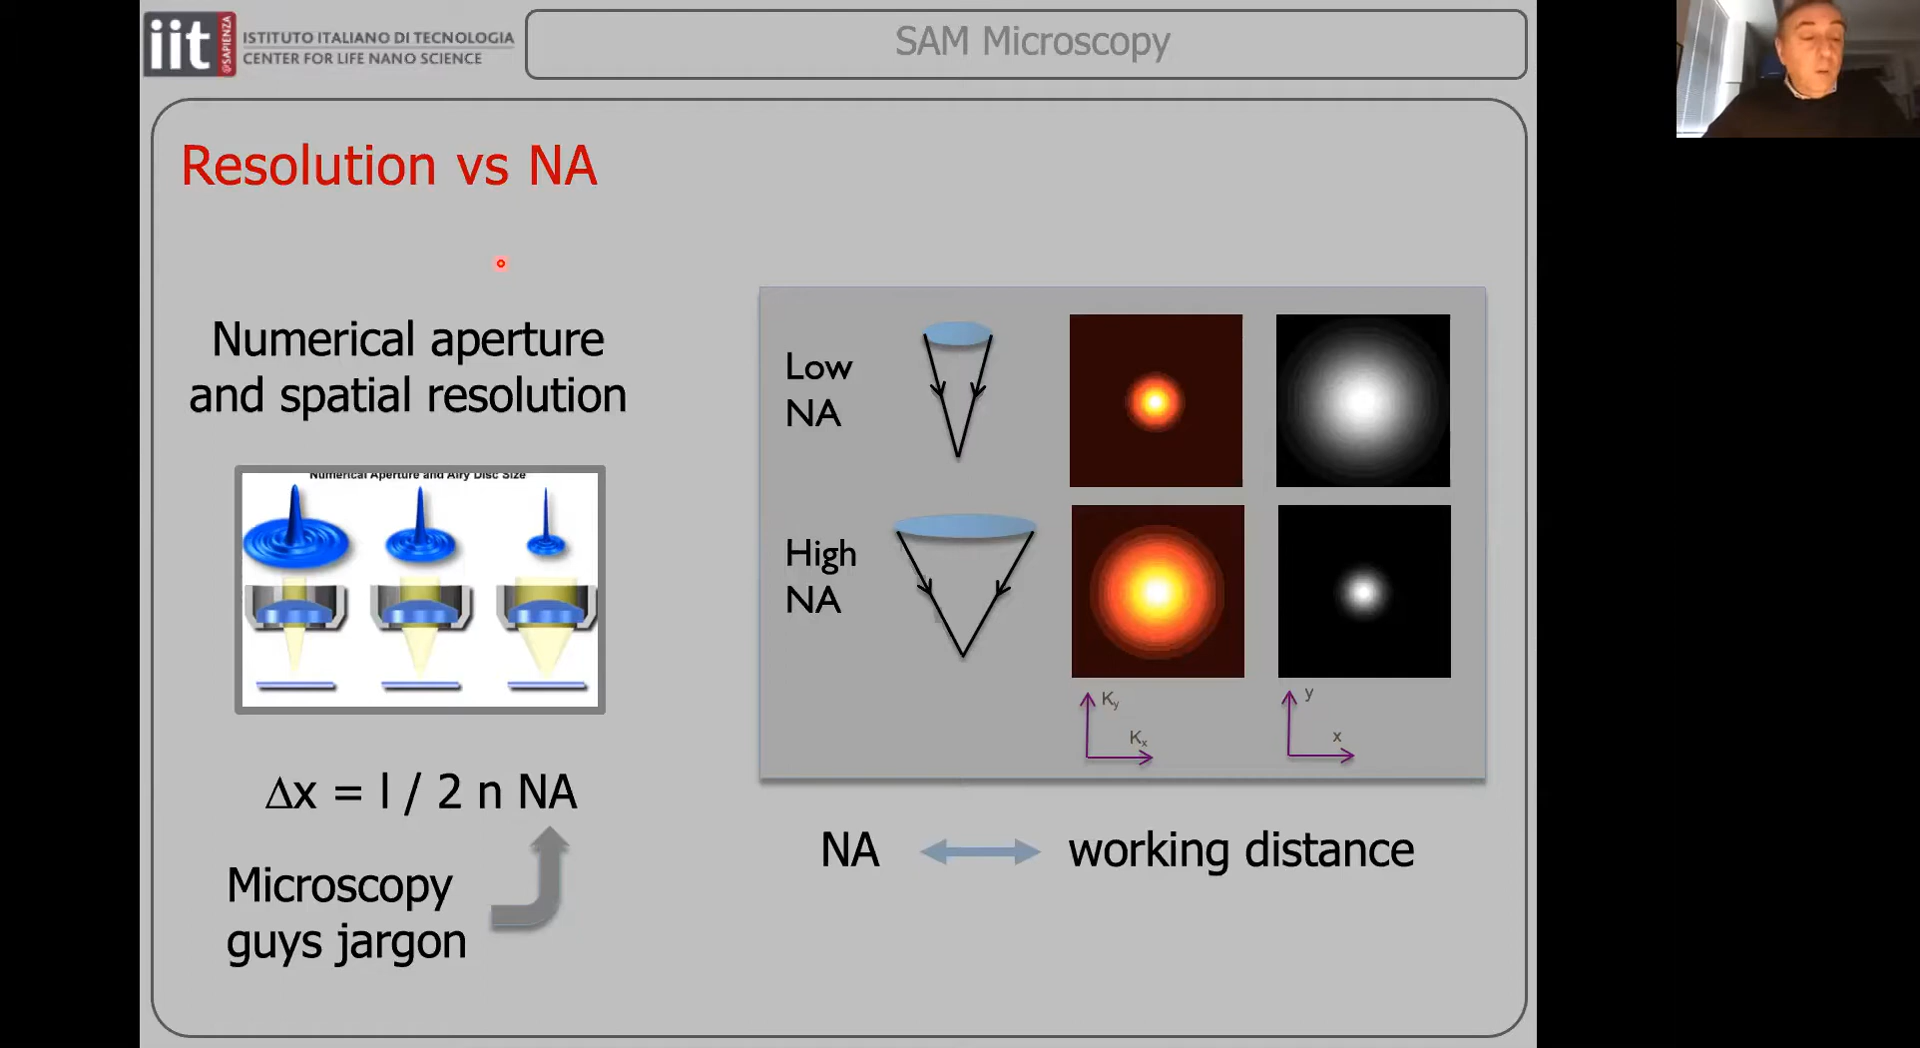 iit
@SAPIENZA
ISTITUTO ITALIANO DI TECNOLOGIA
CENTER FOR LIFE NANO SCIENCE
SAM Microscopy
Resolution vs NA
Numerical aperture
and spatial resolution
Numerical Aperture and Airy Disc Size
Δx = l / 2 n NA
Microscopy
guys jargon
Low
NA
High
NA
Ky
Kx
y
x
NA
working distance